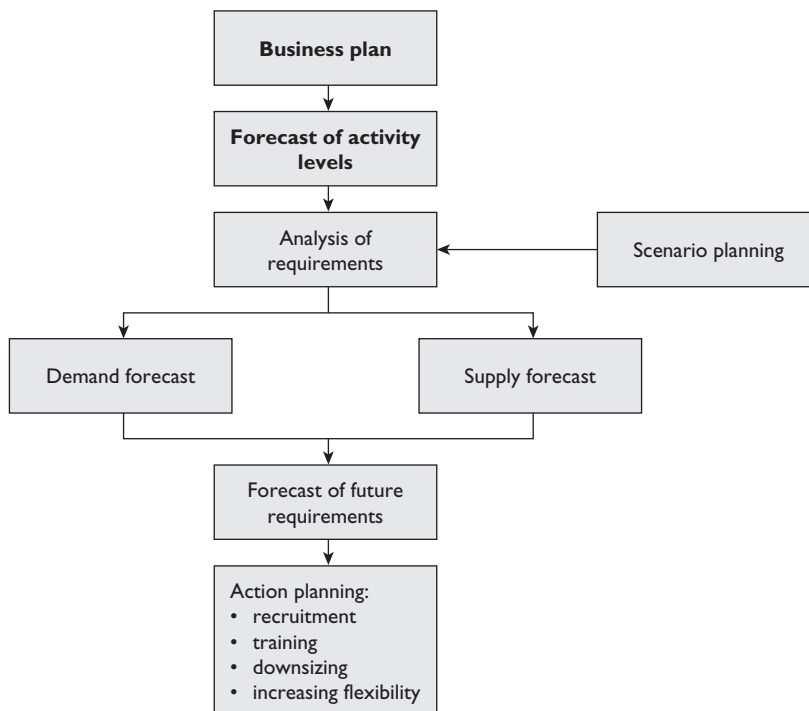 Business plan
Forecast of activity
levels
Analysis of
requirements
Scenario planning
Demand forecast
Supply forecast
Forecast of future
requirements
Action planning:
• recruitment
• training
• downsizing
• increasing flexibility